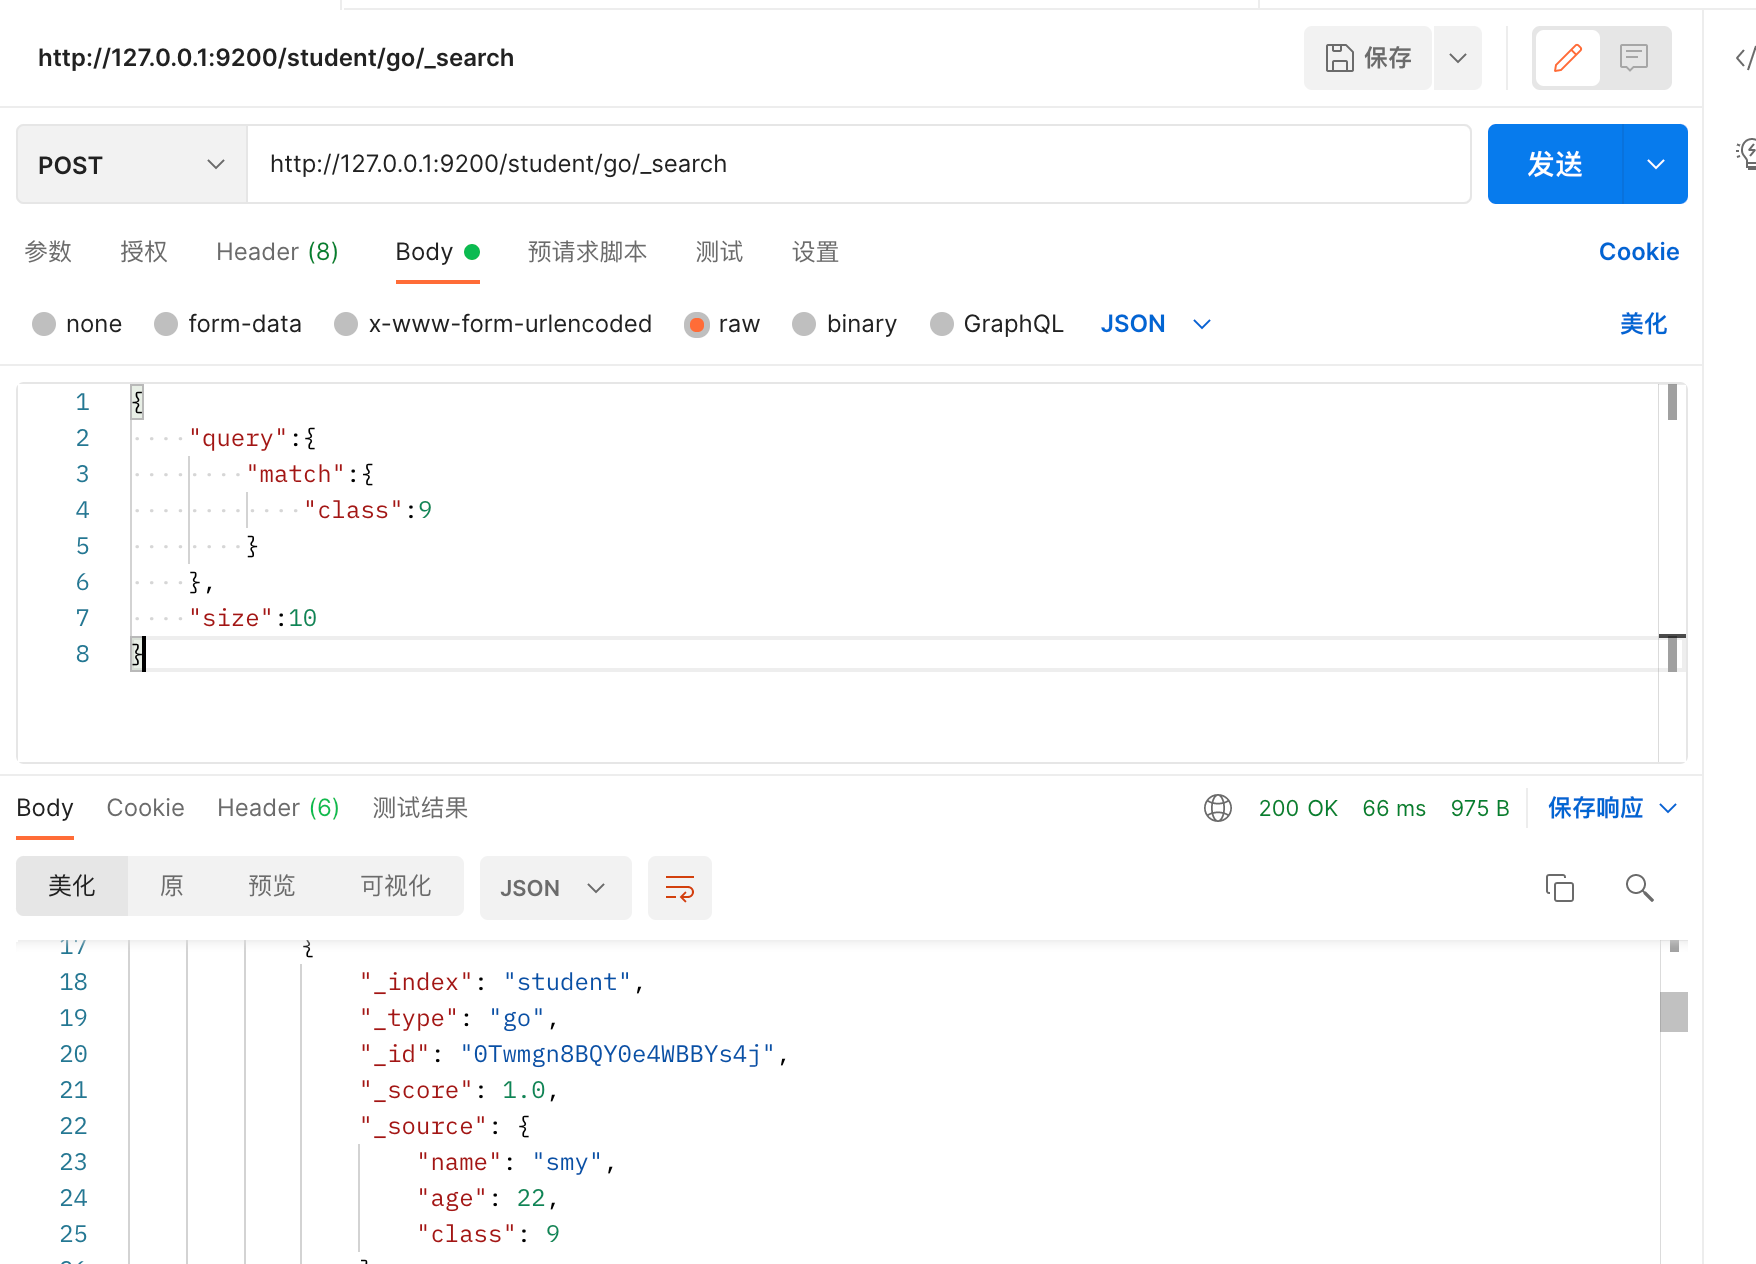 http://127.0.0.1:9200/student/go/_search
保存
POST
http://127.0.0.1:9200/student/go/_search
发送
参数 授权 Header (8) Body 预请求脚本 测试 设置 Cookie
none form-data x-www-form-urlencoded raw binary GraphQL JSON 美化
1 {
2 "query":{
3 "match":{
4 "class":9
5 }
6 },
7 "size":10
8 }
Body Cookie Header (6) 测试结果 200 OK 66 ms 975 B 保存响应
美化 原 预览 可视化 JSON
17 {
18 "_index": "student",
19 "_type": "go",
20 "_id": "0Twmgn8BQY0e4WBBYs4j",
21 "_score": 1.0,
22 "_source": {
23 "name": "smy",
24 "age": 22,
25 "class": 9